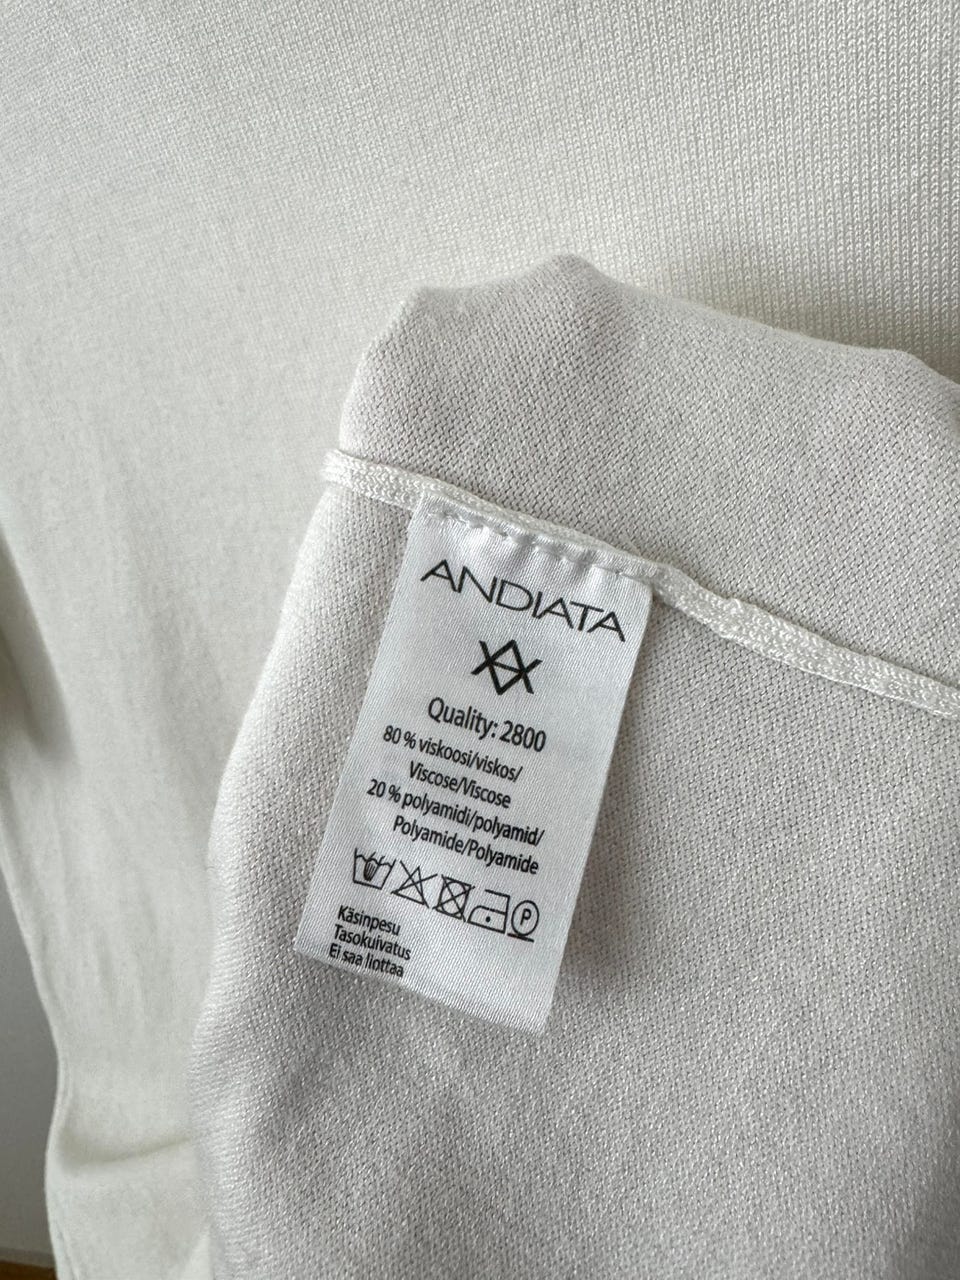 ANDIATA
Quality: 2800
80 % viskoosi/viskos/
Viscose/Viscose
20 % polyamidi/polyamid/
Polyamide/Polyamide
P
Käsinpesu
Tasokuivatus
Ei saa liottaa